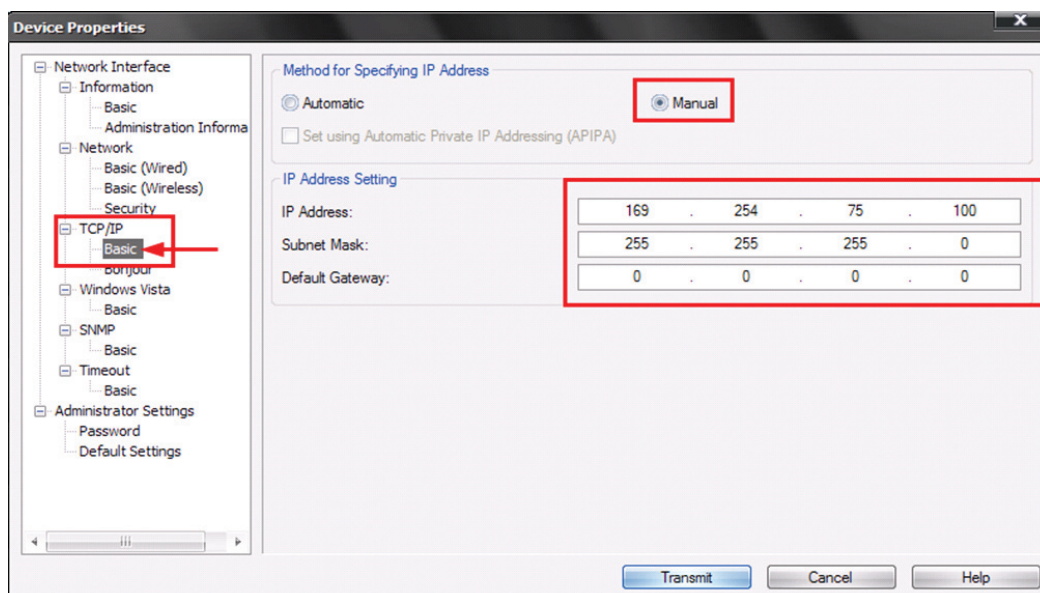 Device Properties
X
Network Interface
Information
Basic
Administration Informa
Network
Basic (Wired)
Basic (Wireless)
Security
TCP/IP
Basic
Bonjour
Windows Vista
Basic
SNMP
Basic
Timeout
Basic
Administrator Settings
Password
Default Settings
Method for Specifying IP Address
Automatic Manual
Set using Automatic Private IP Addressing (APIPA)
IP Address Setting
IP Address: 169 . 254 . 75 . 100
Subnet Mask: 255 . 255 . 255 . 0
Default Gateway: 0 . 0 . 0 . 0
Transmit Cancel Help